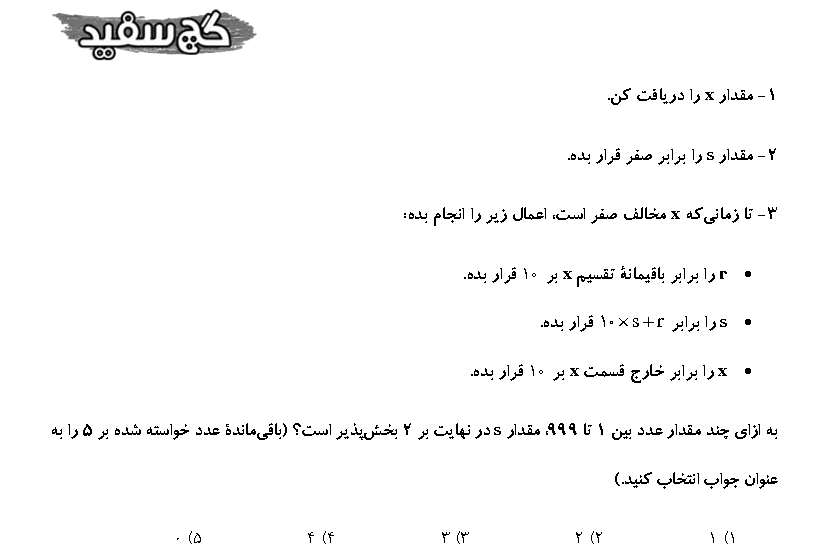 گچ سفید
۱- مقدار x را دریافت کن.
۲- مقدار s را برابر صفر قرار بده.
۳- تا زمانی‌که x مخالف صفر است، اعمال زیر را انجام بده:
• r را برابر باقیمانهٔ تقسیم x بر ۱۰ قرار بده.
• s را برابر ۱۰×s+r قرار بده.
• x را برابر خارج قسمت x بر ۱۰ قرار بده.
به ازای چند مقدار عدد بین ۱ تا ۹۹۹، مقدار s در نهایت بر ۲ بخش‌پذیر است؟ (باقی‌ماندهٔ عدد خواسته شده بر ۵ را به
عنوان جواب انتخاب کنید.)
۱) ۱ ۲) ۲ ۳) ۳ ۴) ۴ ۵) ۰